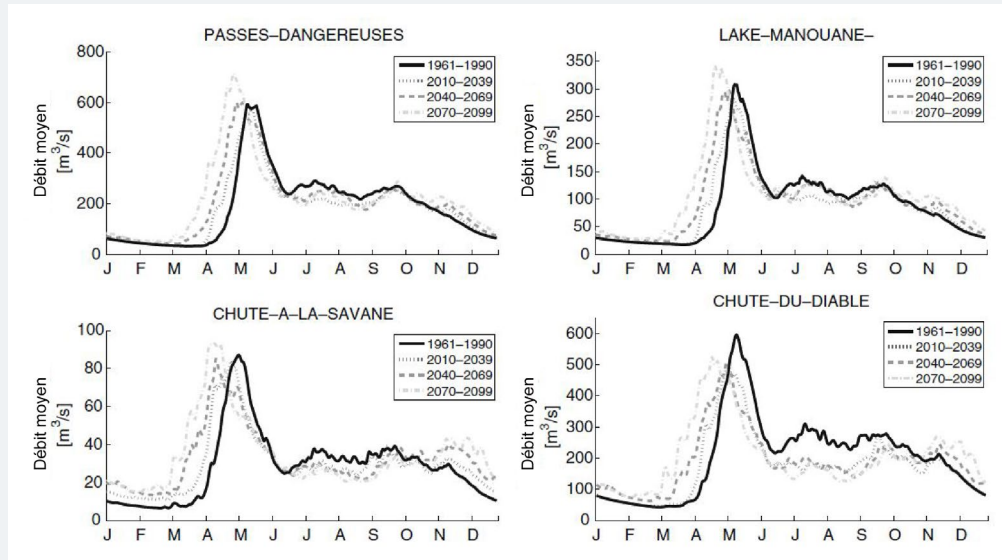 PASSES–DANGEREUSES
800
600
400
200
0
Débit moyen
[m³/s]
1961–1990
2010–2039
2040–2069
2070–2099
J F M A M J J A S O N D
LAKE–MANOUANE–
350
300
250
200
150
100
50
0
Débit moyen
[m³/s]
1961–1990
2010–2039
2040–2069
2070–2099
J F M A M J J A S O N D
CHUTE–A–LA–SAVANE
100
80
60
40
20
0
Débit moyen
[m³/s]
1961–1990
2010–2039
2040–2069
2070–2099
J F M A M J J A S O N D
CHUTE–DU–DIABLE
600
500
400
300
200
100
0
Débit moyen
[m³/s]
1961–1990
2010–2039
2040–2069
2070–2099
J F M A M J J A S O N D